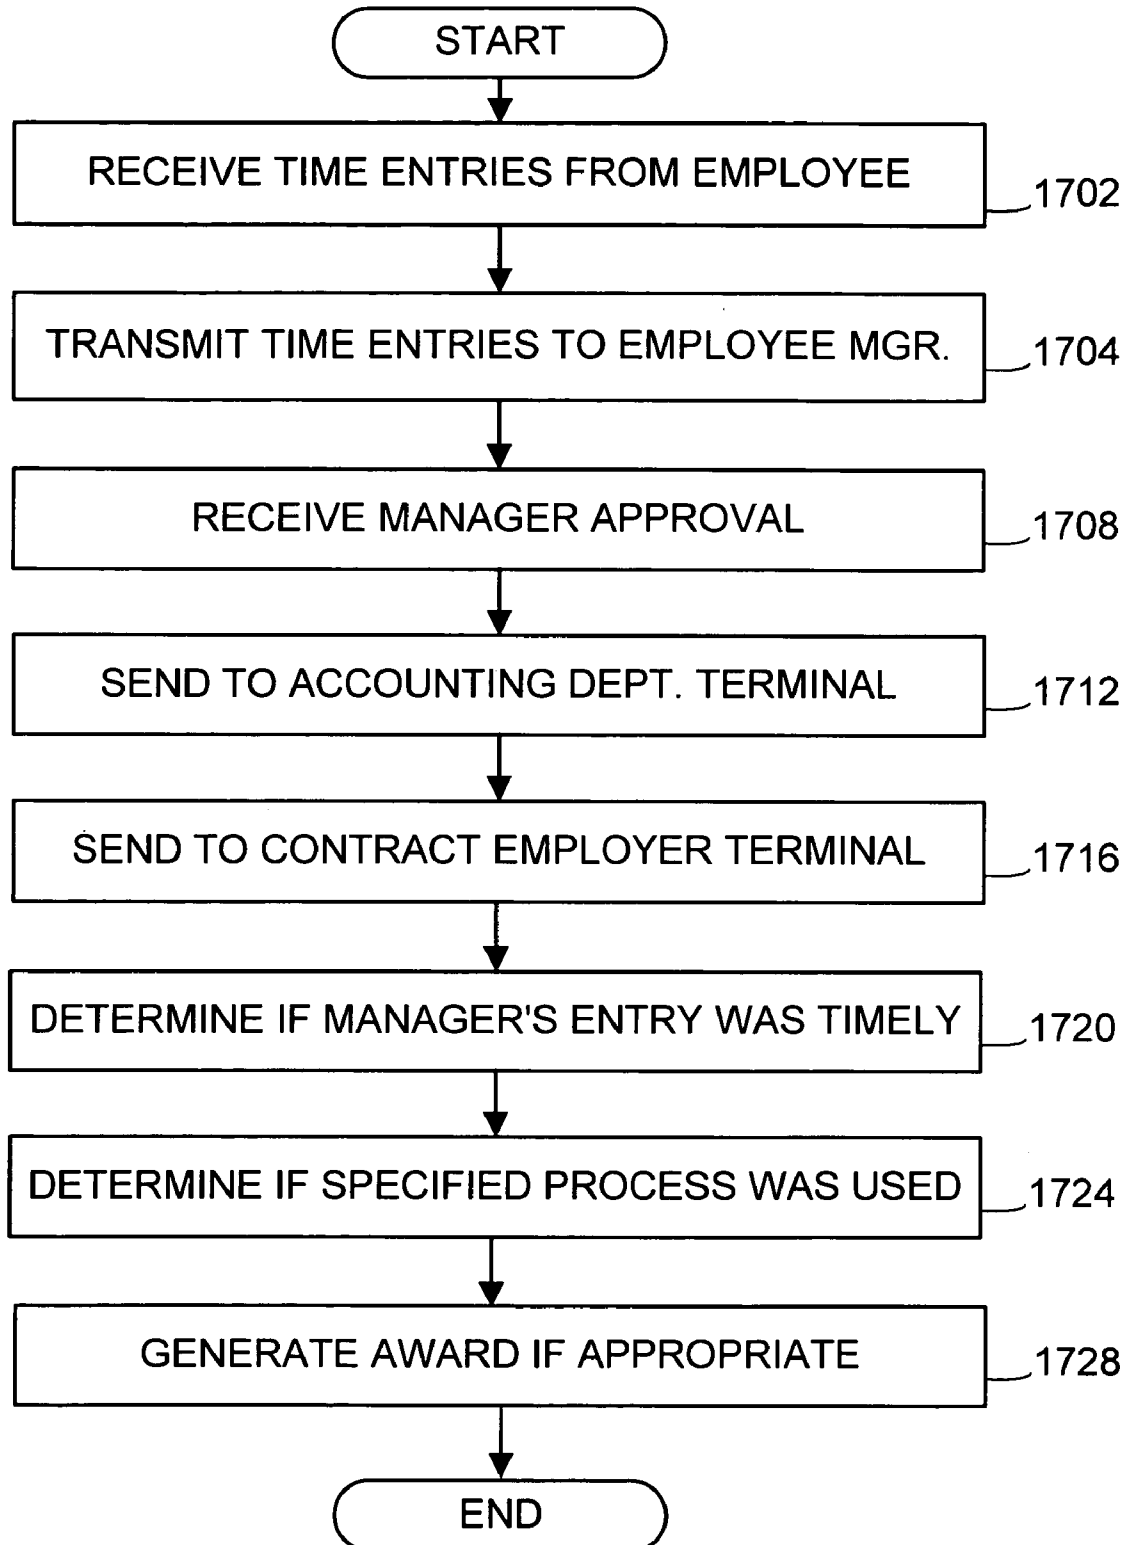 START
RECEIVE TIME ENTRIES FROM EMPLOYEE
1702
TRANSMIT TIME ENTRIES TO EMPLOYEE MGR.
1704
RECEIVE MANAGER APPROVAL
1708
SEND TO ACCOUNTING DEPT. TERMINAL
1712
SEND TO CONTRACT EMPLOYER TERMINAL
1716
DETERMINE IF MANAGER'S ENTRY WAS TIMELY
1720
DETERMINE IF SPECIFIED PROCESS WAS USED
1724
GENERATE AWARD IF APPROPRIATE
1728
END